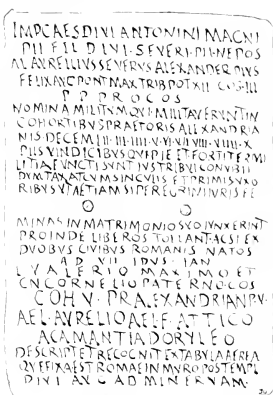 IMP CAES DIVI ANTONINI MAGNI
PII FIL DIVI SEVERI PII NEPOS
M AVRELLIVS SEVERVS ALEXANDER PIVS
FELIX AVG PONT MAX TRIB POT XII COS III
P P PROCOS
NOMINA MILITVM QVI MILITAVERVNT IN
COHORTIBVS PRAETORIS ALEXANDRIA
NIS DECEM I II III IIII V VI VII VIII VIIII X
PIIS VINDICIBVS QVI PIE ET FORTITER MI
LITIA FVNCTI SVNT IVS TRIBVI CONVBII
DVMTAXAT CVM SINGVLIS ET PRIMIS VXO
RIBVS VT ETIAM SI PEREGRINI IVRIS FE
MINAS IN MATRIMONIO SVO IVNXERINT
PROINDE LIBEROS TOLLANT AC SI EX
DVOBVS CIVIBVS ROMANIS NATOS
A D VII IDVS IAN
L VALERIO MAXIMO ET
CN CORNELIO PATERNO COS
COH V PR ALEXANDRIAN P V
AEL AVRELIO AEL F ATTICO
ACAMANTIA DORYLEO
DESCRIPT ET RECOGNIT EX TABVLA AEREA
QVE FIXA EST ROMAE IN MVRO POS TEMPL
DIVI AVG AD MINERVAM